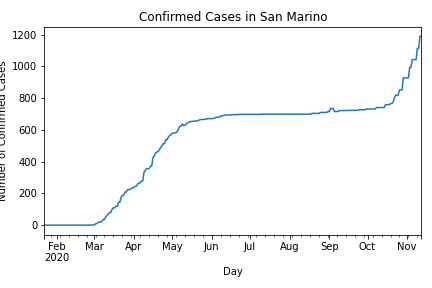 Confirmed Cases in San Marino
Number of Confirmed Cases
1200
1000
800
600
400
200
0
Feb Mar Apr May Jun Jul Aug Sep Oct Nov
2020
Day